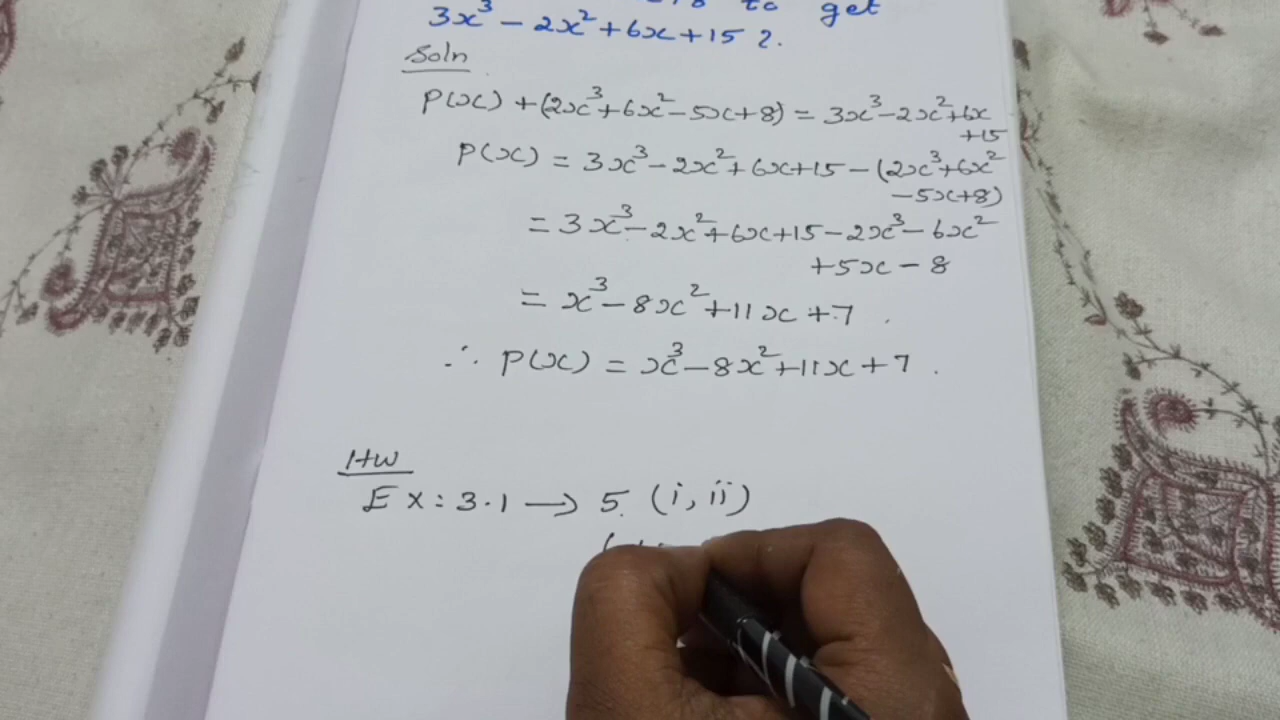 to get
3x³ - 2x² + 6x + 15 ?.
Soln
P(x) + (2x³+6x²-5x+8) = 3x³-2x²+6x
+15
P(x) = 3x³-2x²+6x+15-(2x³+6x²
-5x+8)
= 3x³-2x²+6x+15-2x³-6x²
+5x-8
= x³-8x²+11x+7.
∴ P(x) = x³-8x²+11x+7.
HW
Ex: 3.1 → 5. (i, ii)